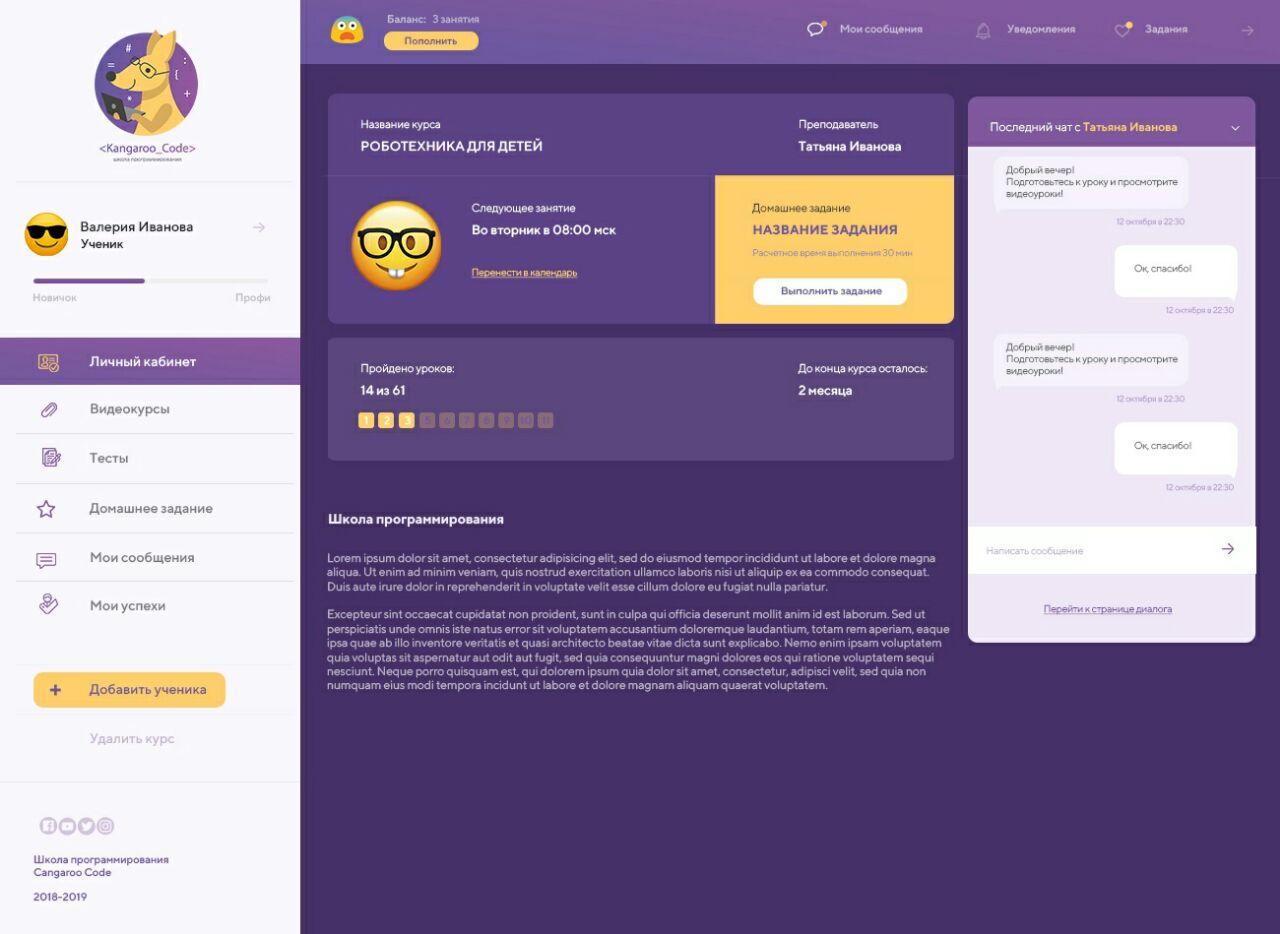 <Kangaroo_Code>
школа программирования
Валерия Иванова
Ученик
Новичок
Профи
Личный кабинет
Видеокурсы
Тесты
Домашнее задание
Мои сообщения
Мои успехи
+ Добавить ученика
Удалить курс
Школа программирования
Cangaroo Code
2018-2019
Баланс: 3 занятия
Пополнить
Мои сообщения
Уведомления
Задания
Название курса
РОБОТЕХНИКА ДЛЯ ДЕТЕЙ
Преподаватель
Татьяна Иванова
Следующее занятие
Во вторник в 08:00 мск
Перенести в календарь
Домашнее задание
НАЗВАНИЕ ЗАДАНИЯ
Расчетное время выполнения 30 мин
Выполнить задание
Пройдено уроков:
14 из 61
До конца курса осталось:
2 месяца
1 2 3 5 6 7 8 9 10 11
Школа программирования
Lorem ipsum dolor sit amet, consectetur adipisicing elit, sed do eiusmod tempor incididunt ut labore et dolore magna
aliqua. Ut enim ad minim veniam, quis nostrud exercitation ullamco laboris nisi ut aliquip ex ea commodo consequat.
Duis aute irure dolor in reprehenderit in voluptate velit esse cillum dolore eu fugiat nulla pariatur.
Excepteur sint occaecat cupidatat non proident, sunt in culpa qui officia deserunt mollit anim id est laborum. Sed ut
perspiciatis unde omnis iste natus error sit voluptatem accusantium doloremque laudantium, totam rem aperiam, eaque
ipsa quae ab illo inventore veritatis et quasi architecto beatae vitae dicta sunt explicabo. Nemo enim ipsam voluptatem
quia voluptas sit aspernatur aut odit aut fugit, sed quia consequuntur magni dolores eos qui ratione voluptatem sequi
nesciunt. Neque porro quisquam est, qui dolorem ipsum quia dolor sit amet, consectetur, adipisci velit, sed quia non
numquam eius modi tempora incidunt ut labore et dolore magnam aliquam quaerat voluptatem.
Последний чат с Татьяна Иванова
Добрый вечер!
Подготовьтесь к уроку и просмотрите
видеоуроки!
12 октября в 22:30
Ок, спасибо!
12 октября в 22:30
Добрый вечер!
Подготовьтесь к уроку и просмотрите
видеоуроки!
12 октября в 22:30
Ок, спасибо!
12 октября в 22:30
Написать сообщение
Перейти к странице диалога